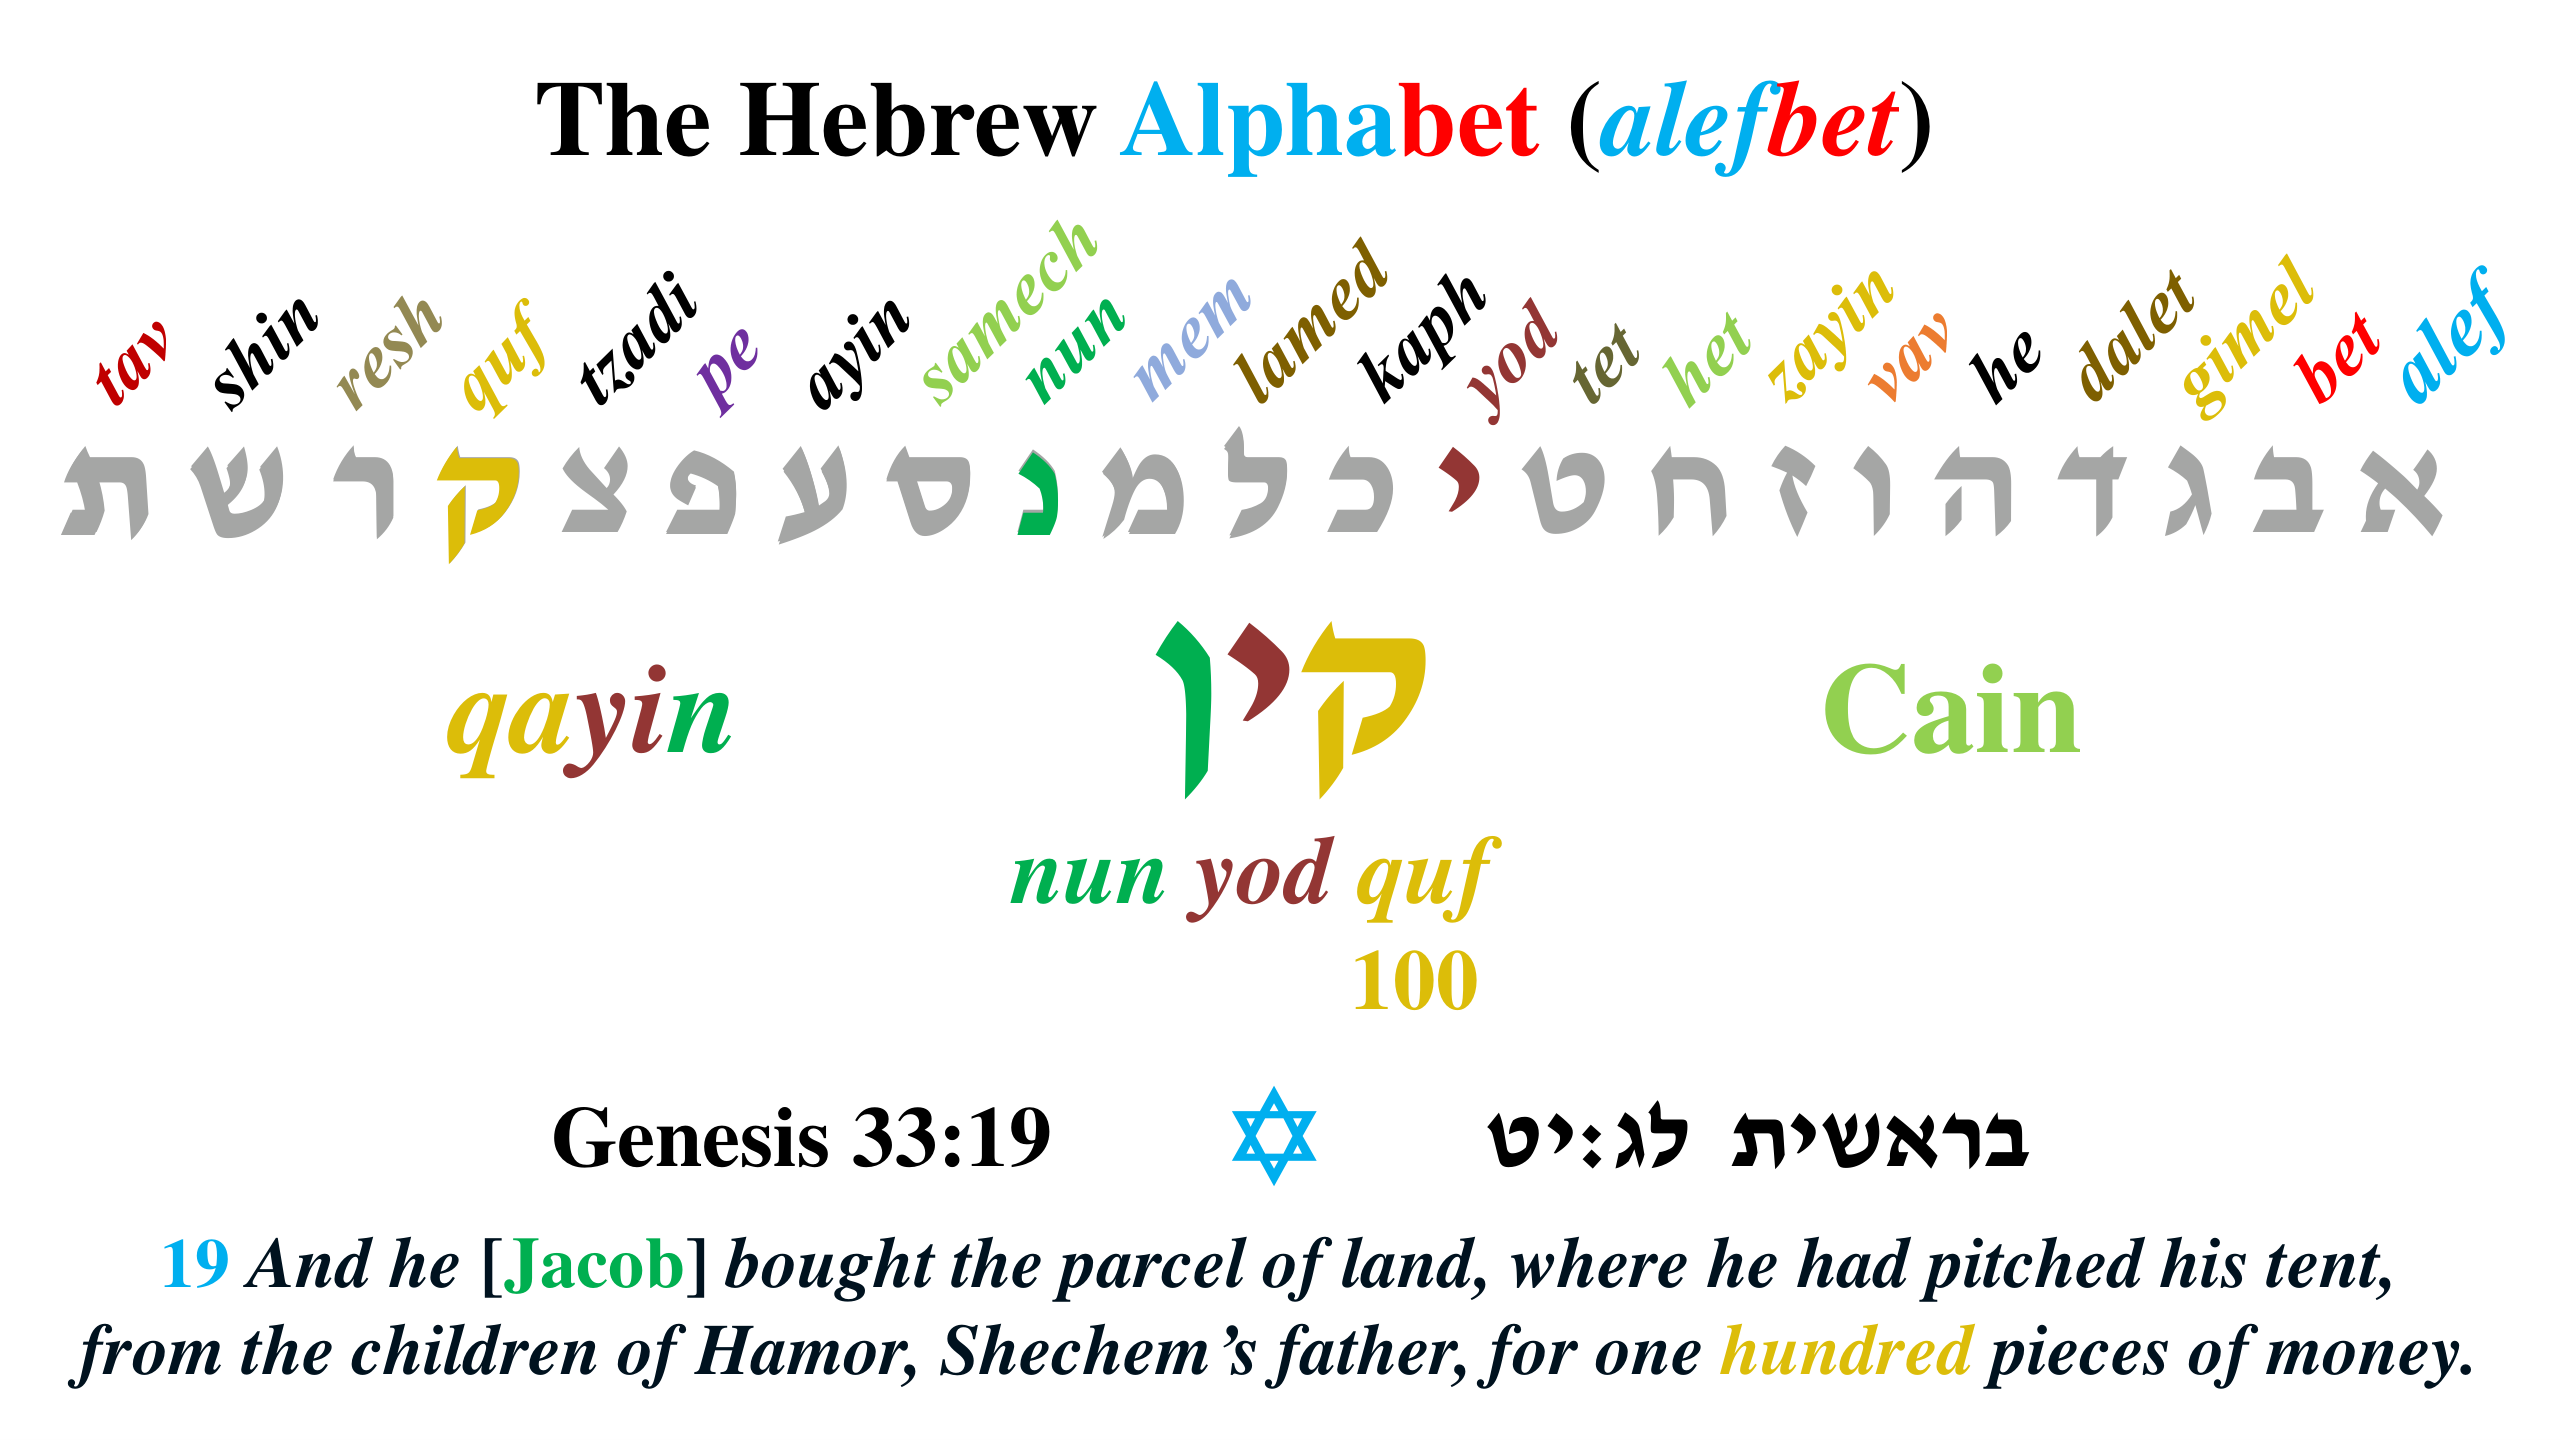 The Hebrew Alphabet (alefbet)
tav shin resh quf tzadi pe ayin samech nun mem lamed kaph yod tet het zayin vav he dalet gimel bet alef
א ב ג ד ה ו ז ח ט י כ ל מ נ ס ע פ צ ק ר ש ת
qayin קין Cain
nun yod quf
100
Genesis 33:19 ✡ בראשית לג:יט
19 And he [Jacob] bought the parcel of land, where he had pitched his tent,
from the children of Hamor, Shechem’s father, for one hundred pieces of money.